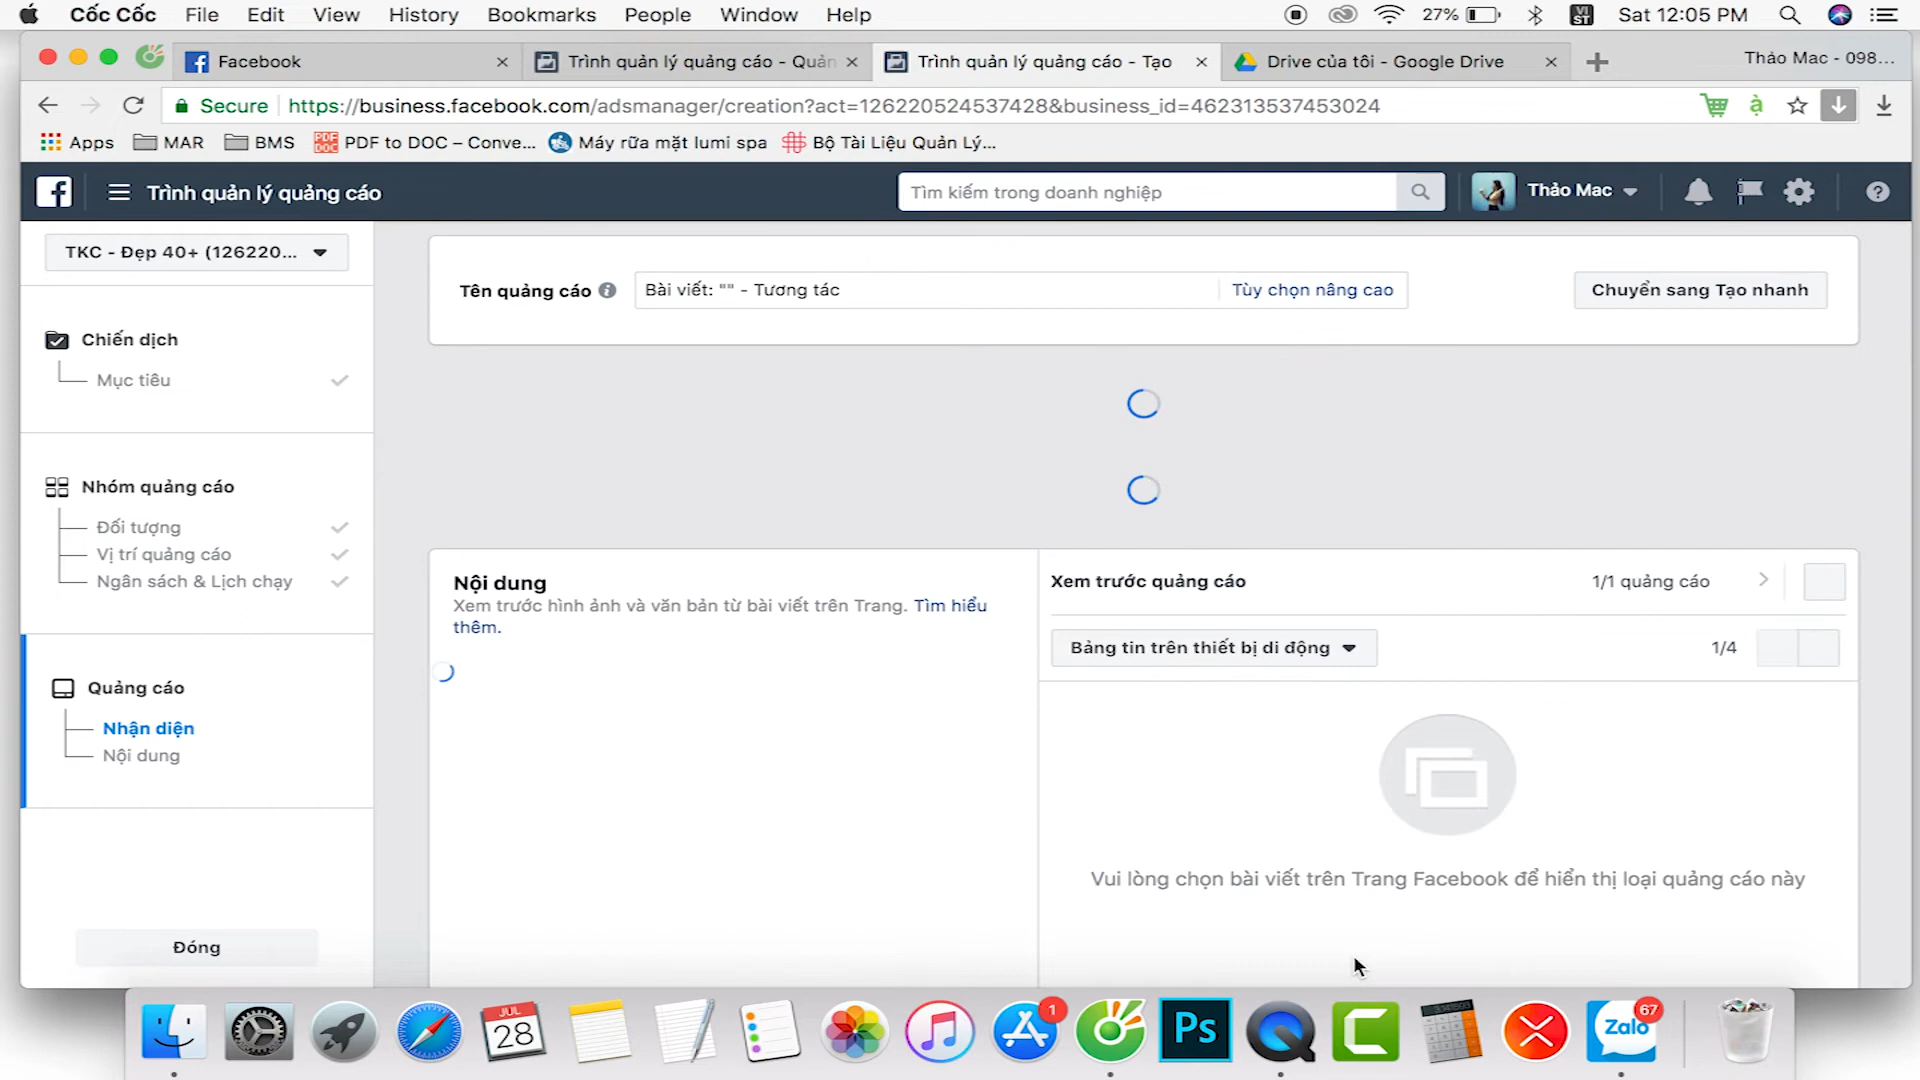 Cốc Cốc File Edit View History Bookmarks People Window Help 27% VI ST Sat 12:05 PM
Facebook Trình quản lý quảng cáo - Quản Trình quản lý quảng cáo - Tạo Drive của tôi - Google Drive Thảo Mac - 098...
Secure https://business.facebook.com/adsmanager/creation?act=126220524537428&business_id=462313537453024 à
Apps MAR BMS PDF DOC PDF to DOC – Conve... Máy rữa mặt lumi spa Bộ Tài Liệu Quản Lý,...
Trình quản lý quảng cáo Tìm kiếm trong doanh nghiệp Thảo Mac
TKC - Đẹp 40+ (126220...
Tên quảng cáo Bài viết: "" - Tương tác Tùy chọn nâng cao Chuyển sang Tạo nhanh
Chiến dịch
Mục tiêu
Nhóm quảng cáo
Đối tượng
Vị trí quảng cáo
Ngân sách & Lịch chạy
Quảng cáo
Nhận diện
Nội dung
Đóng
Nội dung
Xem trước hình ảnh và văn bản từ bài viết trên Trang. Tìm hiểu
thêm.
Xem trước quảng cáo 1/1 quảng cáo
Bảng tin trên thiết bị di động 1/4
Vui lòng chọn bài viết trên Trang Facebook để hiển thị loại quảng cáo này
JUL
28
1
Ps
Zalo
67